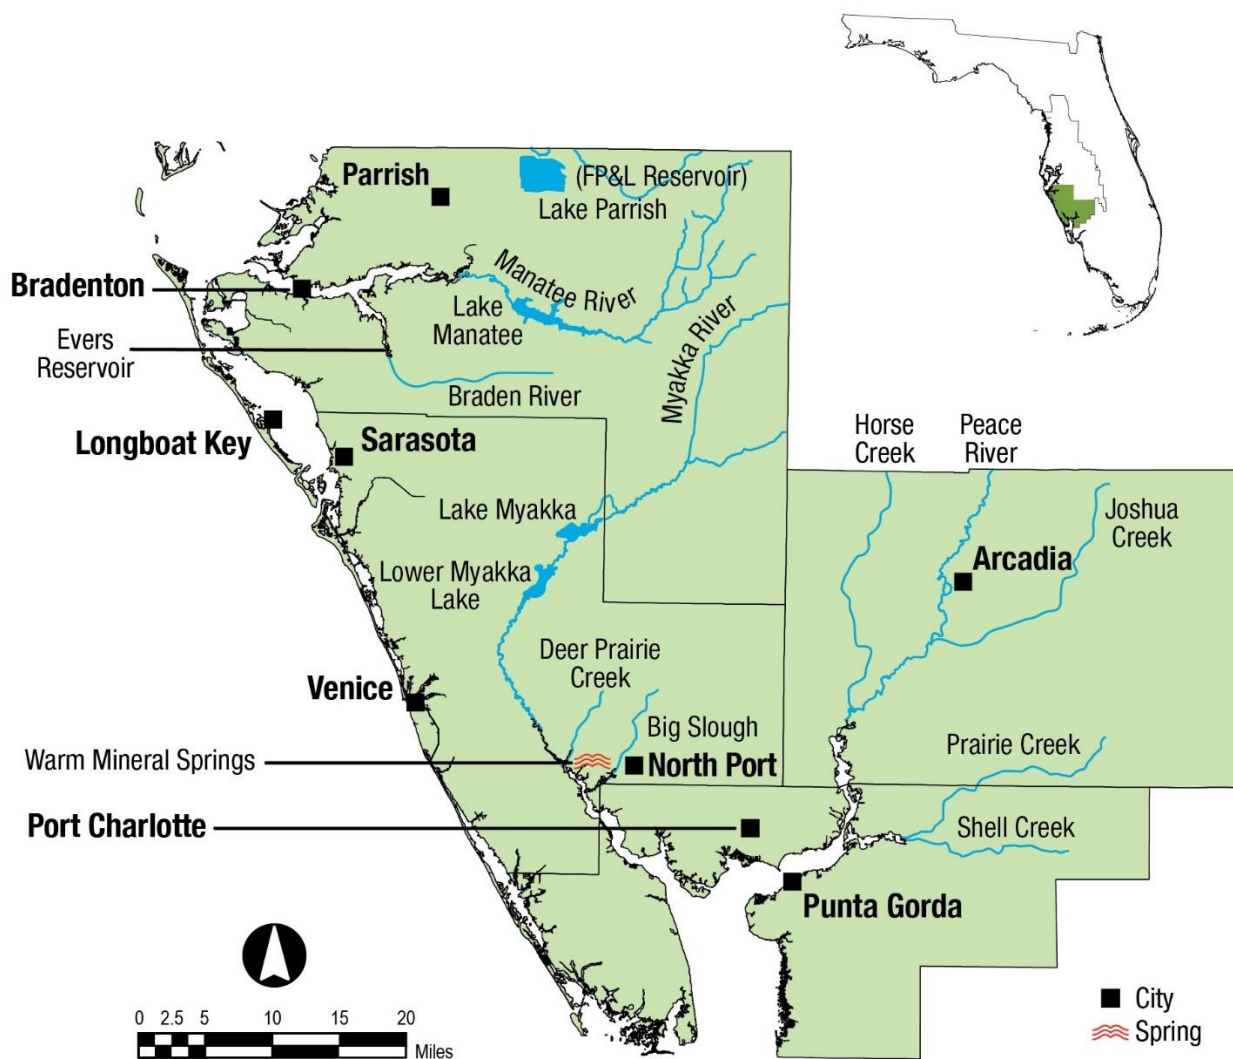 Parrish
(FP&L Reservoir)
Lake Parrish
Bradenton
Manatee River
Lake
Manatee
Evers
Reservoir
Myakka River
Braden River
Longboat Key
Sarasota
Horse
Creek
Peace
River
Lake Myakka
Joshua
Creek
Arcadia
Lower Myakka
Lake
Deer Prairie
Creek
Venice
Big Slough
Prairie Creek
Warm Mineral Springs
North Port
Port Charlotte
Shell Creek
Punta Gorda
City
Spring
0 2.5 5 10 15 20
Miles